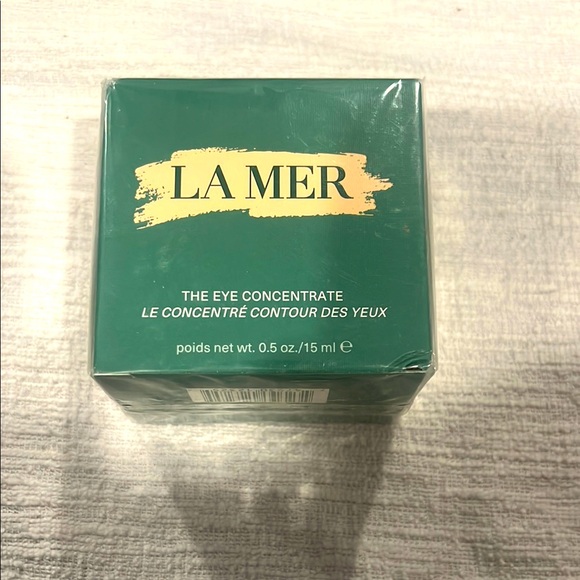 LA MER
THE EYE CONCENTRATE
LE CONCENTRÉ CONTOUR DES YEUX
poids net wt. 0.5 oz./15 ml ℮